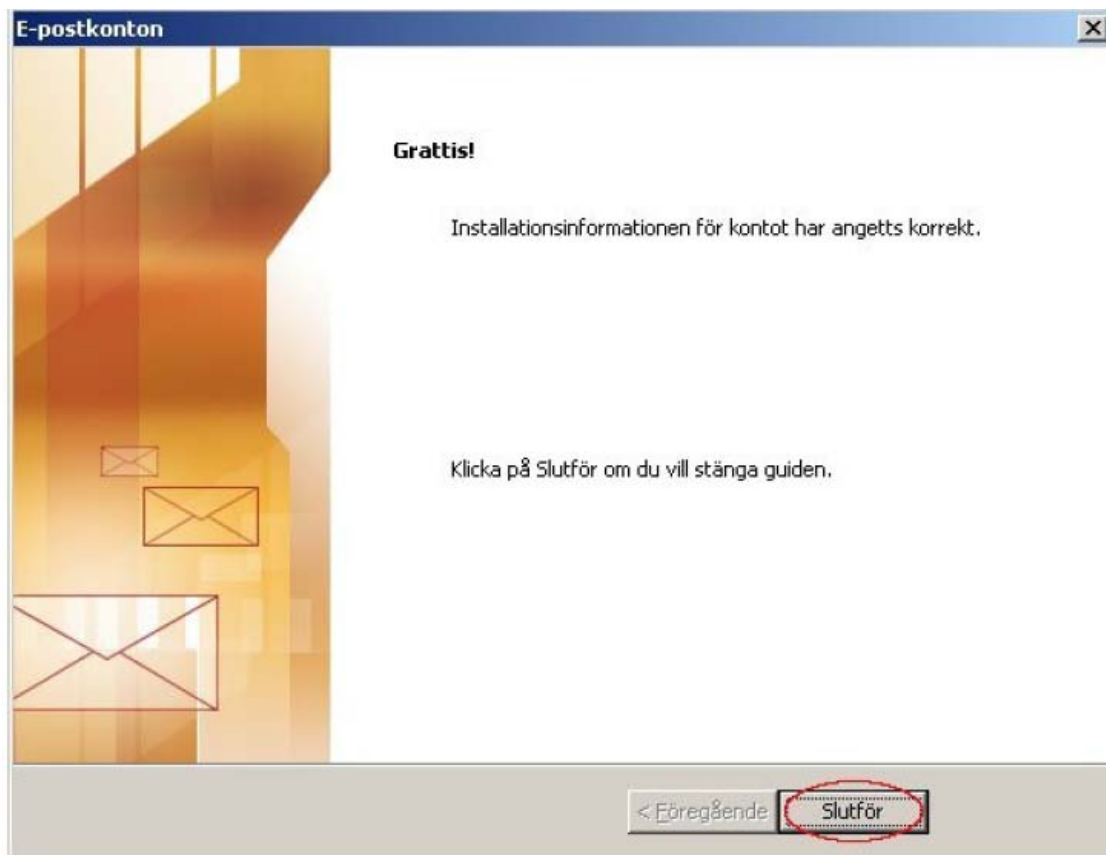 E-postkonton
Grattis!
Installationsinformationen för kontot har angetts korrekt.
Klicka på Slutför om du vill stänga guiden.
< Föregående
Slutför